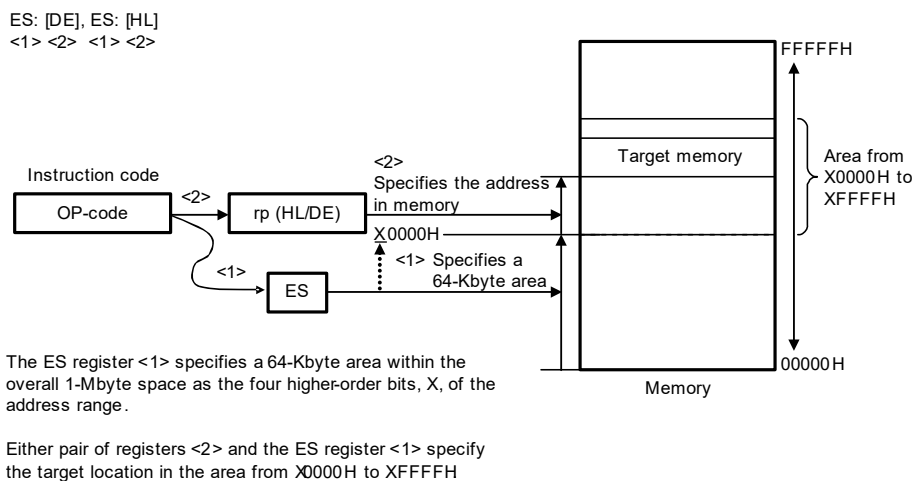 ES: [DE], ES: [HL]
<1> <2> <1> <2>
FFFFFH
Target memory
Area from
X0000H to
XFFFFH
Instruction code
OP-code
<2>
rp (HL/DE)
<2>
Specifies the address
in memory
X0000H
<1>
ES
<1> Specifies a
64-Kbyte area
00000H
Memory
The ES register <1> specifies a 64-Kbyte area within the
overall 1-Mbyte space as the four higher-order bits, X, of the
address range.
Either pair of registers <2> and the ES register <1> specify
the target location in the area from X0000H to XFFFFH